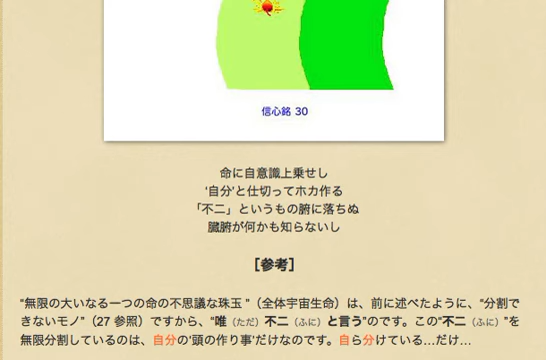 信心銘 30
命に自意識上乗せし
‘自分’と仕切ってホカ作る
「不二」というもの腑に落ちぬ
臓腑が何かも知らないし
［参考］
“無限の大いなる一つの命の不思議な珠玉 ”（全体宇宙生命）は、前に述べたように、“分割で
きないモノ”（27 参照）ですから、“唯（ただ）不二（ふに）と言う”のです。この“不二（ふに）”を
無限分割しているのは、自分の‘頭の作り事’だけなのです。自ら分けている…だけ…